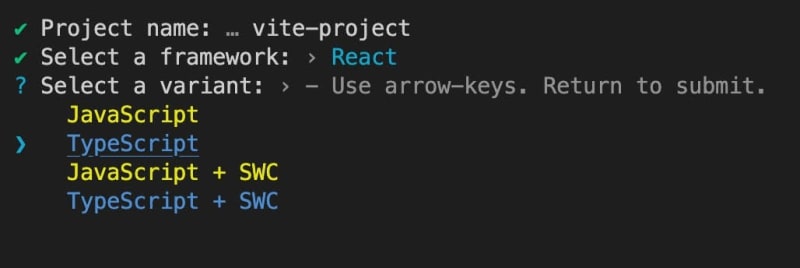 ✔ Project name: … vite-project
✔ Select a framework: › React
? Select a variant: › - Use arrow-keys. Return to submit.
JavaScript
❯ TypeScript
JavaScript + SWC
TypeScript + SWC